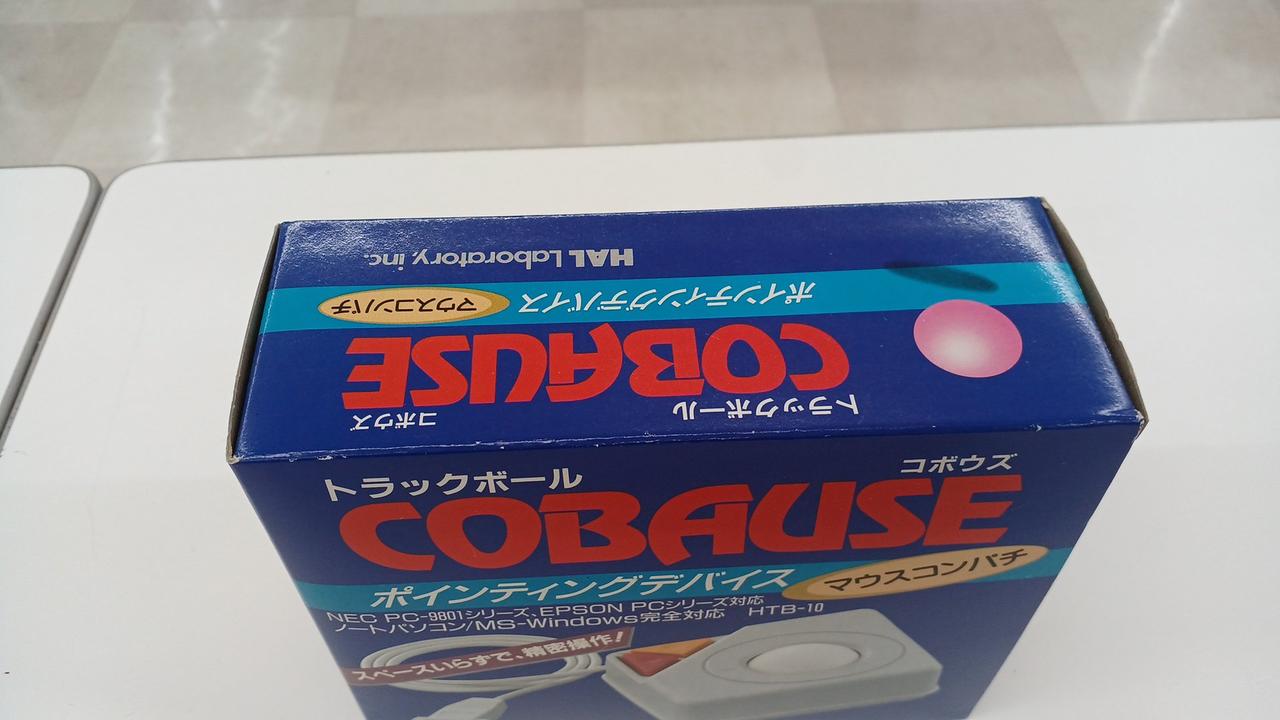 HAL Laboratory, inc.
ポインティングデバイス マウスコンパチ
COBAUSE
トラックボール コボウズ
トラックボール コボウズ
COBAUSE
ポインティングデバイス マウスコンパチ
NEC PC-9801シリーズ、EPSON PCシリーズ対応
ノートパソコン/MS-Windows完全対応 HTB-10
スペースいらずで、精密操作!